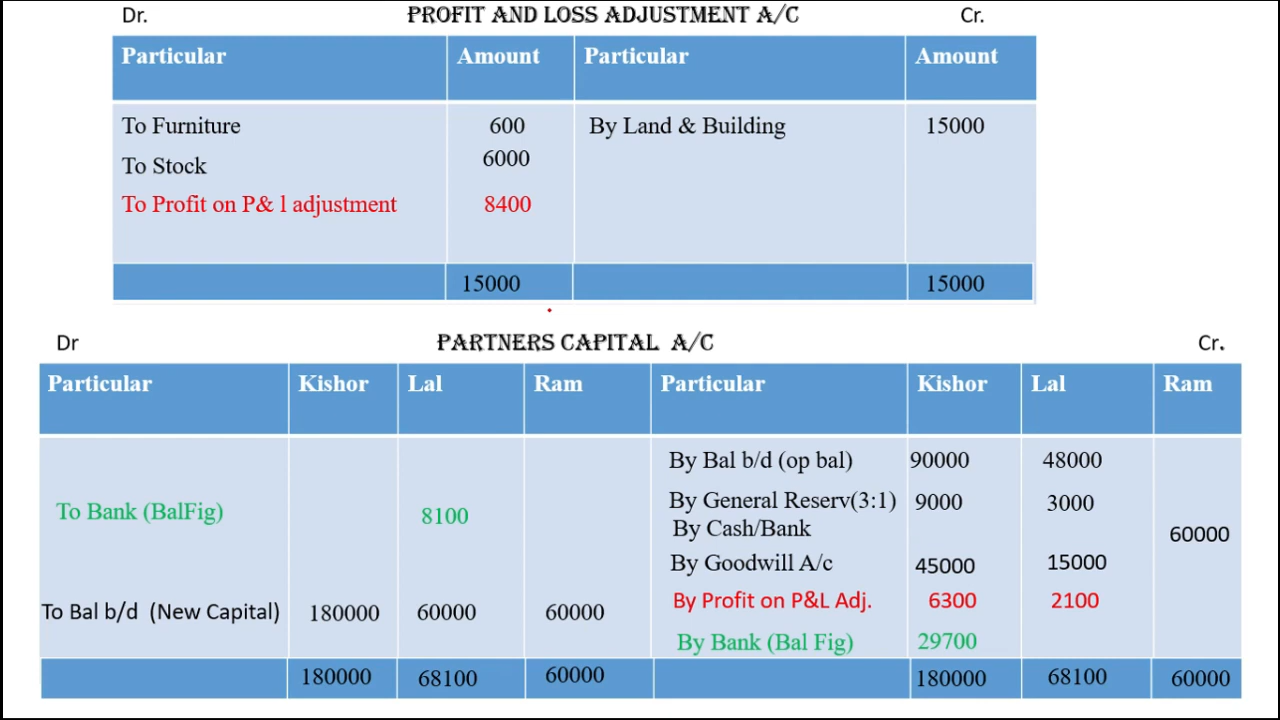 Dr. PROFIT AND LOSS ADJUSTMENT A/C Cr.
Particular Amount Particular Amount
To Furniture 600 By Land & Building 15000
To Stock 6000
To Profit on P& l adjustment 8400
15000 15000
Dr PARTNERS CAPITAL A/C Cr.
Particular Kishor Lal Ram Particular Kishor Lal Ram
By Bal b/d (op bal) 90000 48000
To Bank (BalFig) 8100 By General Reserv(3:1) 9000 3000
By Cash/Bank 60000
By Goodwill A/c 45000 15000
To Bal b/d (New Capital) 180000 60000 60000 By Profit on P&L Adj. 6300 2100
By Bank (Bal Fig) 29700
180000 68100 60000 180000 68100 60000